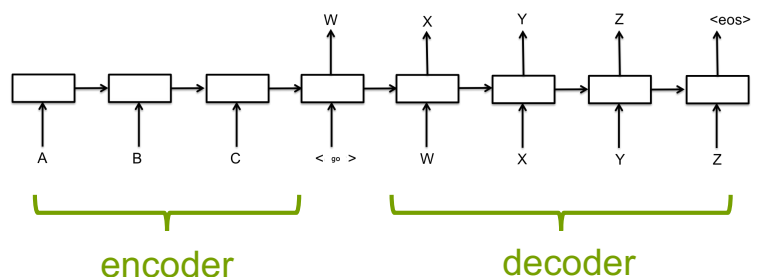 W X Y Z <eos>
A B C < go > W X Y Z
encoder decoder